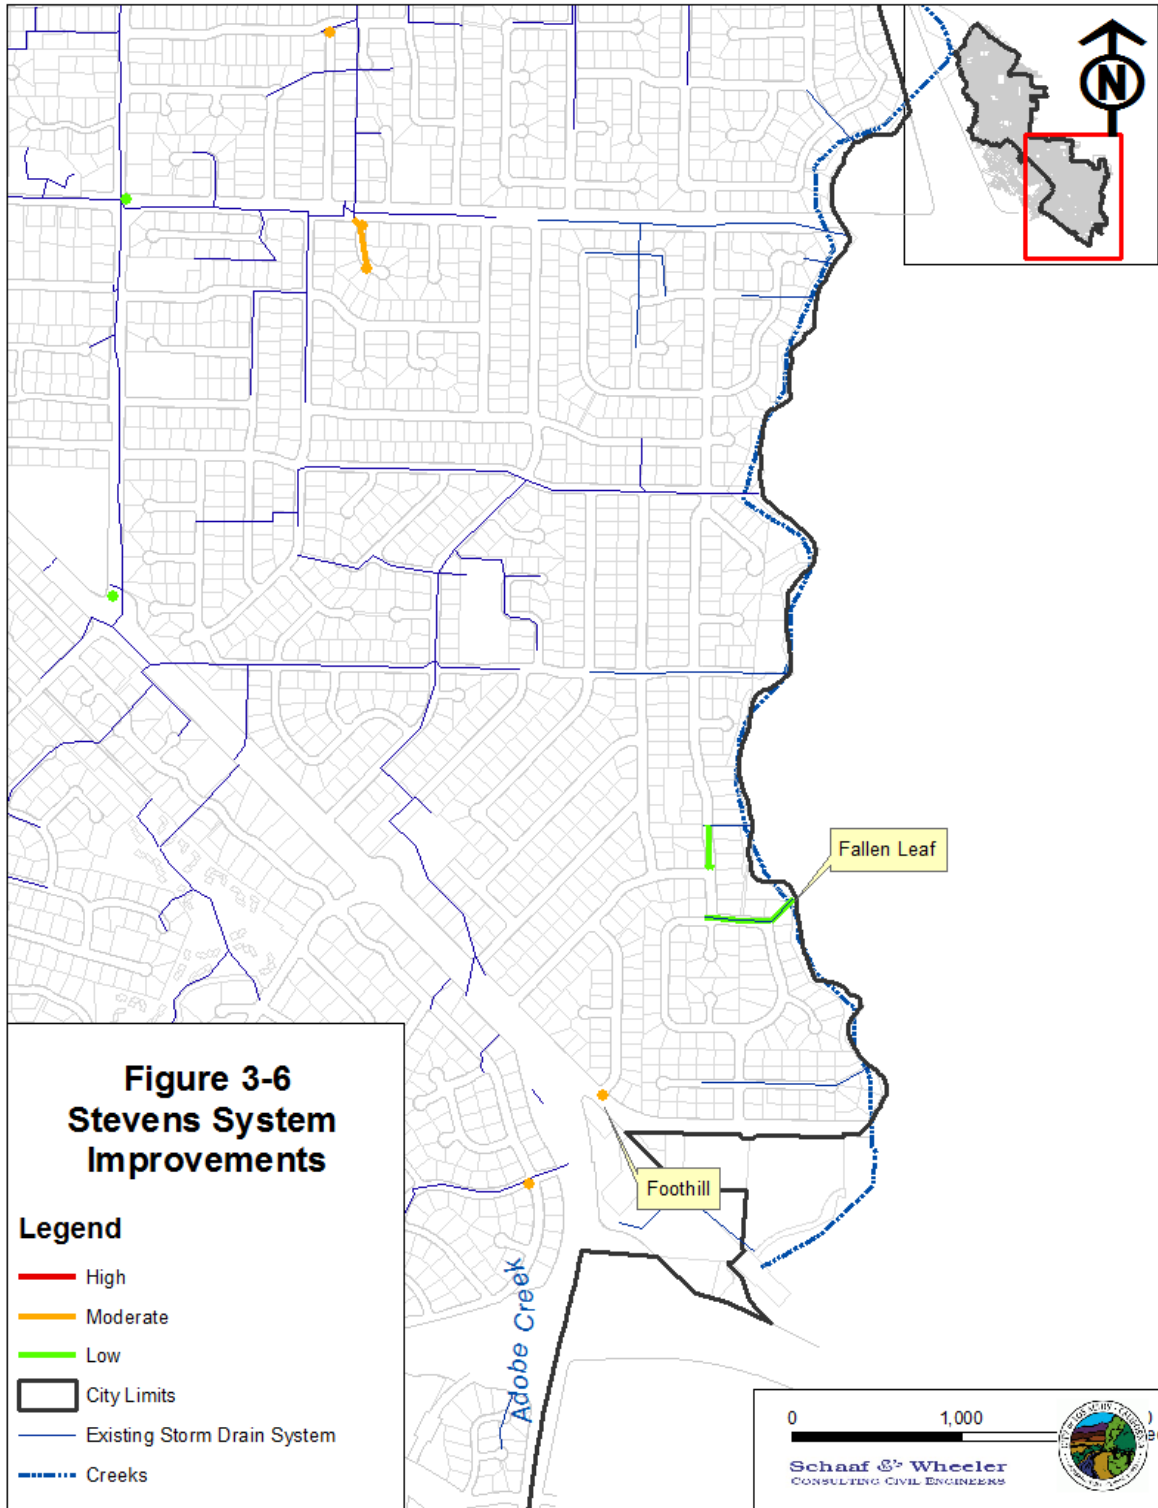 N
Fallen Leaf
Foothill
Adobe Creek
Figure 3-6
Stevens System
Improvements
Legend
High
Moderate
Low
City Limits
Existing Storm Drain System
Creeks
0 1,000
Schaaf & Wheeler
CONSULTING CIVIL ENGINEERS